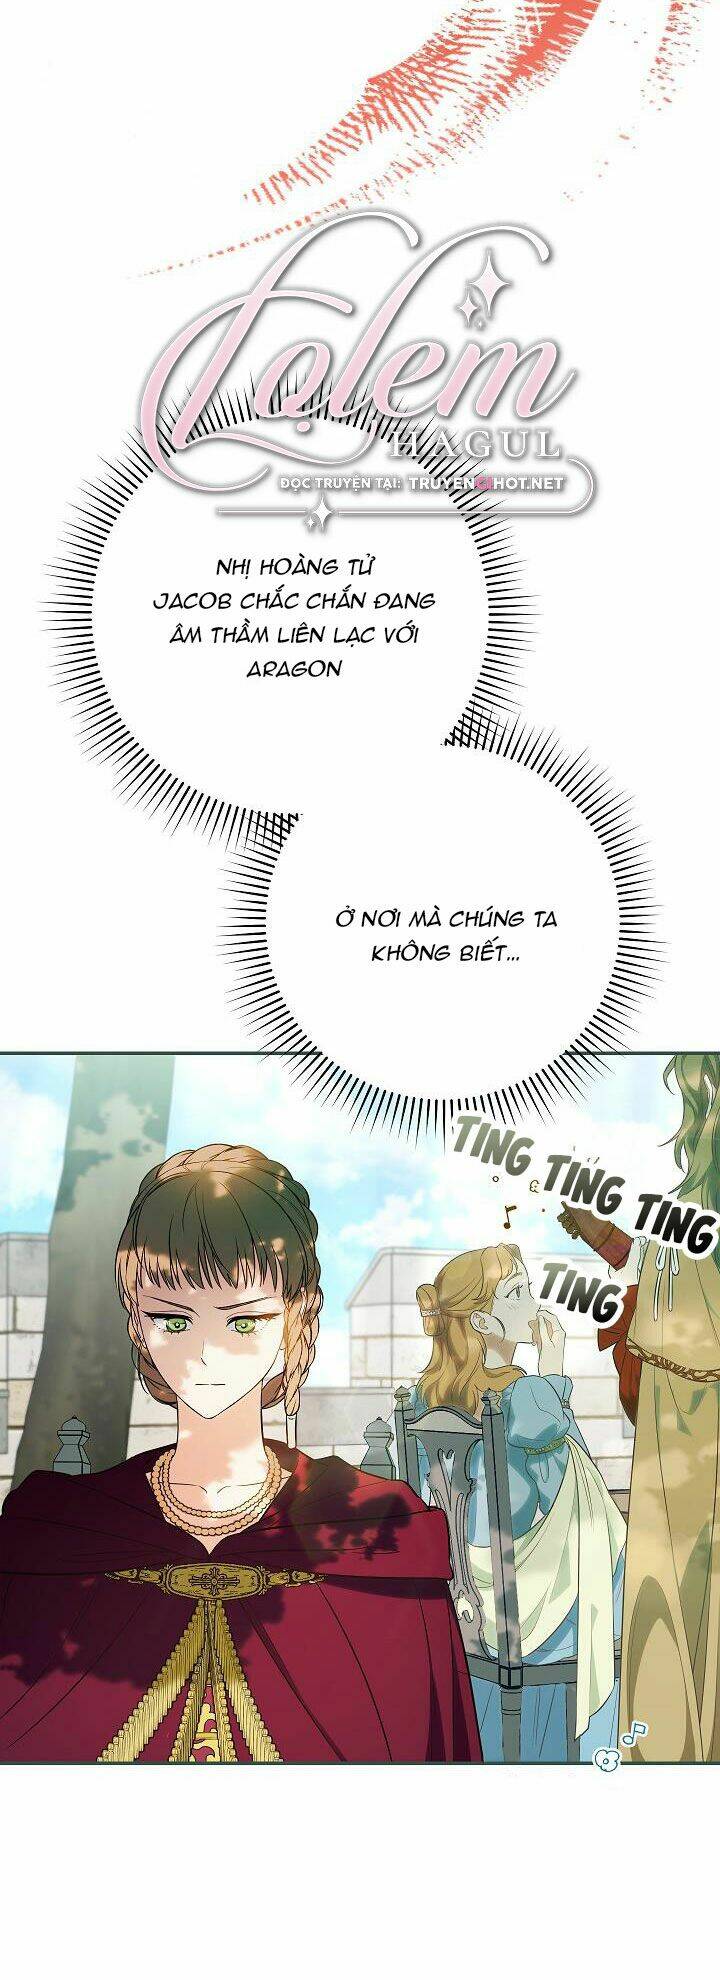 Lọlem
HAGUL
ĐỌC TRUYỆN TẠI: TRUYENGIHOT.NET
NHỊ HOÀNG TỬ
JACOB CHẮC CHẮN ĐANG
ÂM THẦM LIÊN LẠC VỚI
ARAGON
Ở NƠI MÀ CHÚNG TA
KHÔNG BIẾT...
TING TING TING
TING